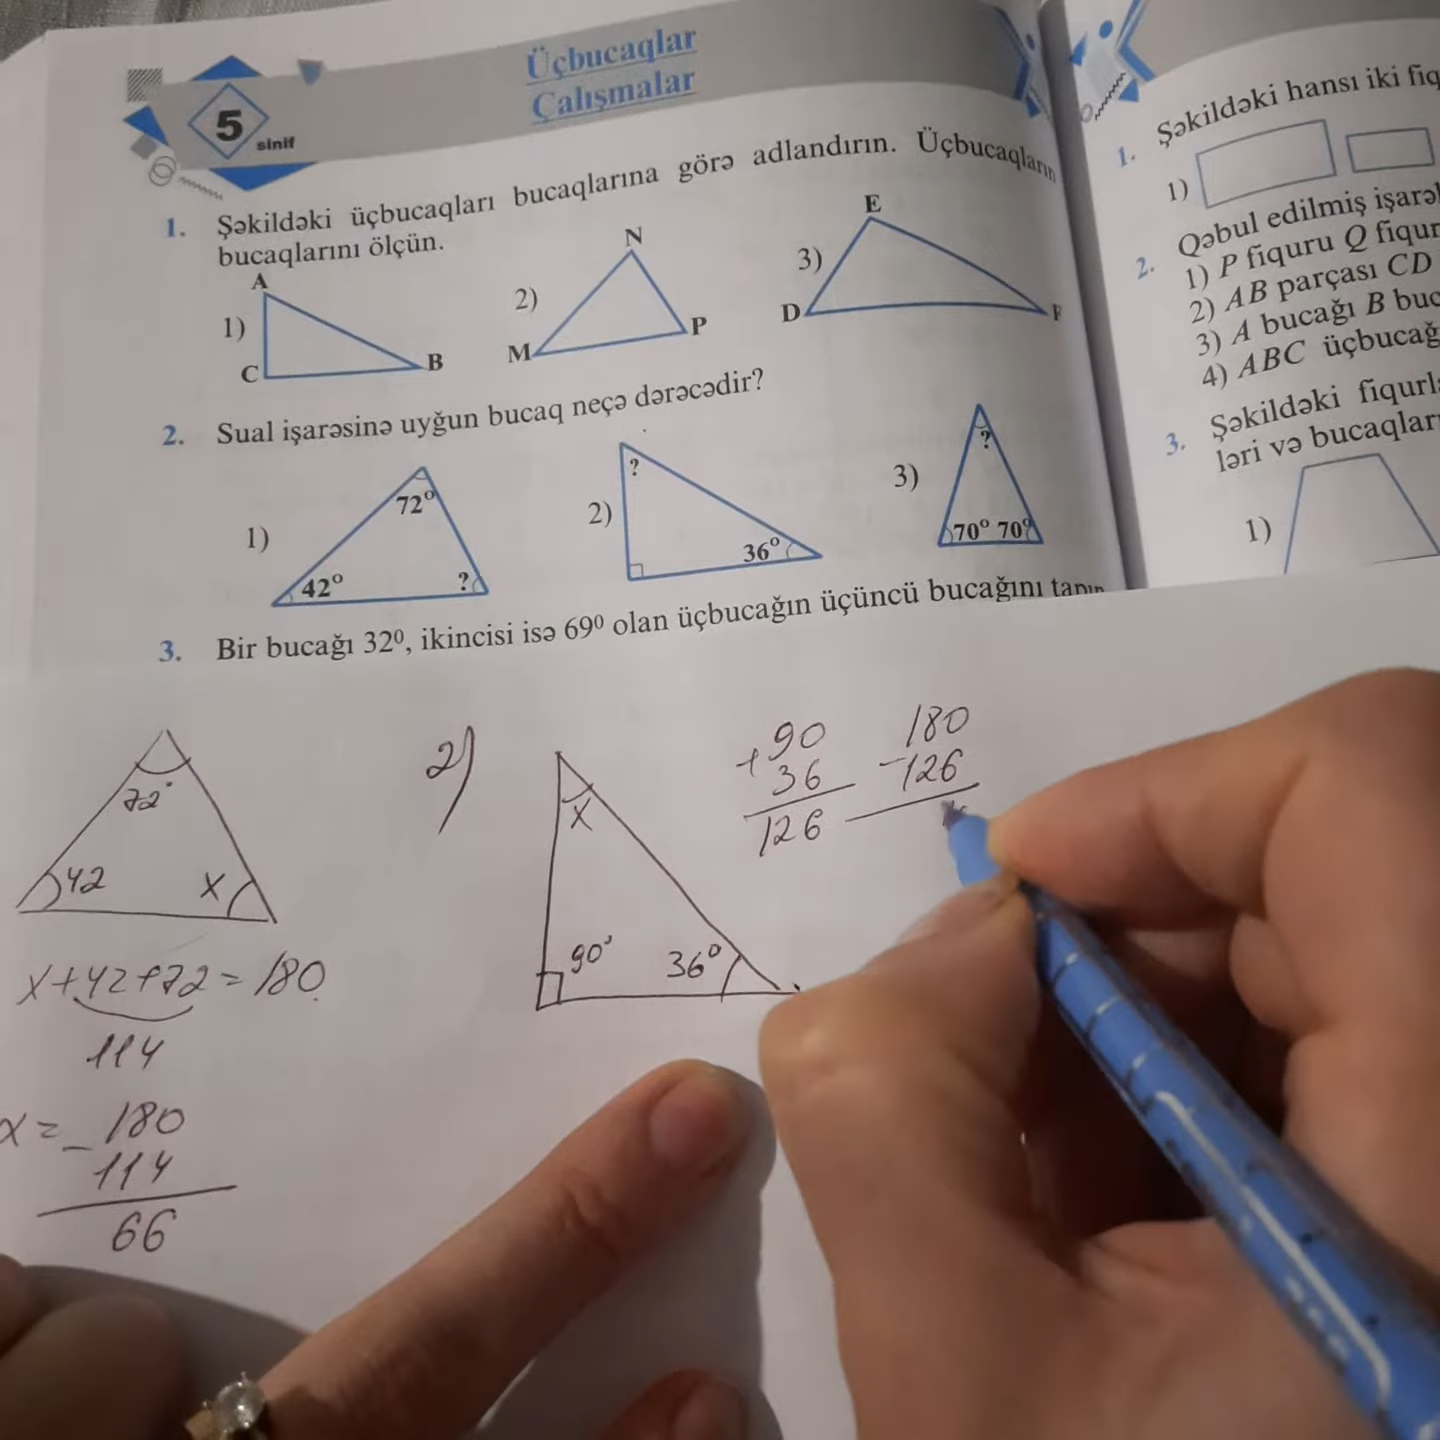 Üçbucaqlar
Çalışmalar
5
sinif
1. Şəkildəki üçbucaqları bucaqlarına görə adlandırın. Üçbucaqların
bucaqlarını ölçün.
1)
A
C
B
2)
N
M
P
3)
E
D
F
2. Sual işarəsinə uyğun bucaq neçə dərəcədir?
1)
72°
42°
?
2)
?
36°
3)
?
70° 70°
3. Bir bucağı 32⁰, ikincisi isə 69⁰ olan üçbucağın üçüncü bucağını tapın
72°
42
x
x+42+72=180
114
x = 180
- 114
66
2)
x
90°
36°
+90
36
126
180
-126
1. Şəkildəki hansı iki fiq
1)
2. Qəbul edilmiş işarəl
1) P fiquru Q fiqur
2) AB parçası CD
3) A bucağı B buc
4) ABC üçbucağ
3. Şəkildəki fiqurl
ləri və bucaqlar
1)